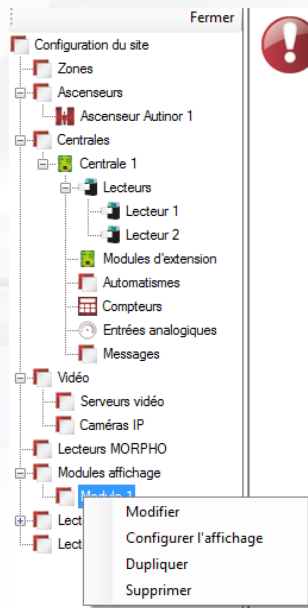 Fermer
Configuration du site
Zones
Ascenseurs
Ascenseur Autinor 1
Centrales
Centrale 1
Lecteurs
Lecteur 1
Lecteur 2
Modules d'extension
Automatismes
Compteurs
Entrées analogiques
Messages
Vidéo
Serveurs vidéo
Caméras IP
Lecteurs MORPHO
Modules affichage
Module 1
Lect
Lect
Modifier
Configurer l'affichage
Dupliquer
Supprimer